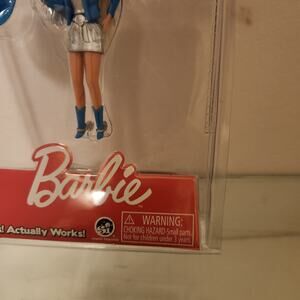 Barbie
! Actually Works!
WARNING:
CHOKING HAZARD-Small parts.
Not for children under 3 years.